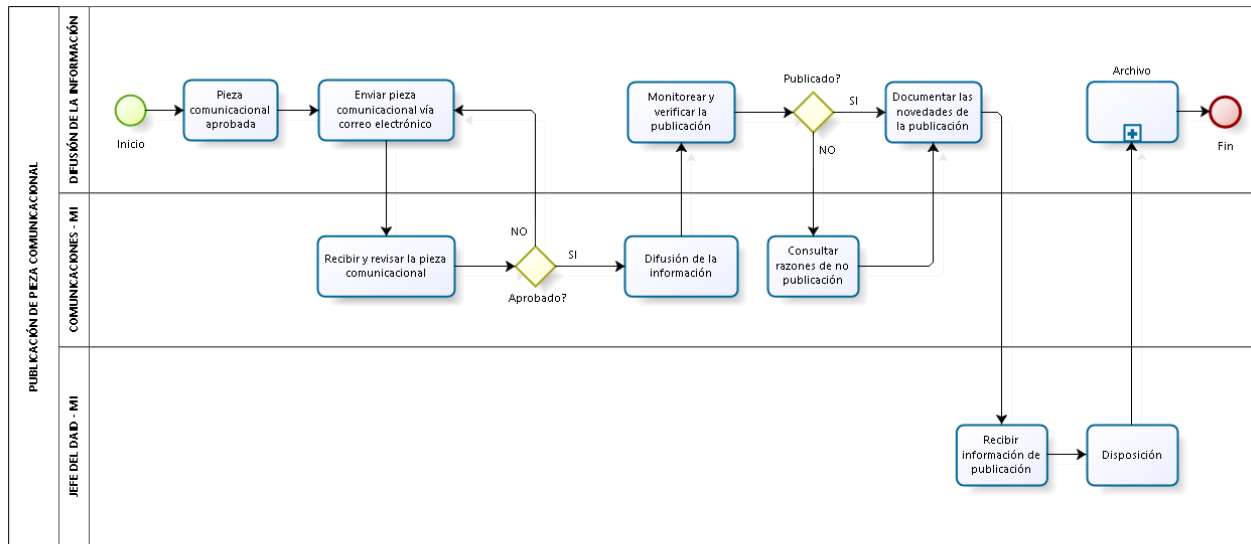 PUBLICACIÓN DE PIEZA COMUNICACIONAL
DIFUSIÓN DE LA INFORMACIÓN
Inicio
Pieza
comunicacional
aprobada
Enviar pieza
comunicacional vía
correo electrónico
Monitorear y
verificar la
publicación
Publicado?
SI
NO
Documentar las
novedades de
la publicación
Archivo
Fin
COMUNICACIONES - MI
Recibir y revisar la pieza
comunicacional
NO
SI
Aprobado?
Difusión de la
información
Consultar
razones de no
publicación
JEFE DEL DAID - MI
Recibir
información de
publicación
Disposición